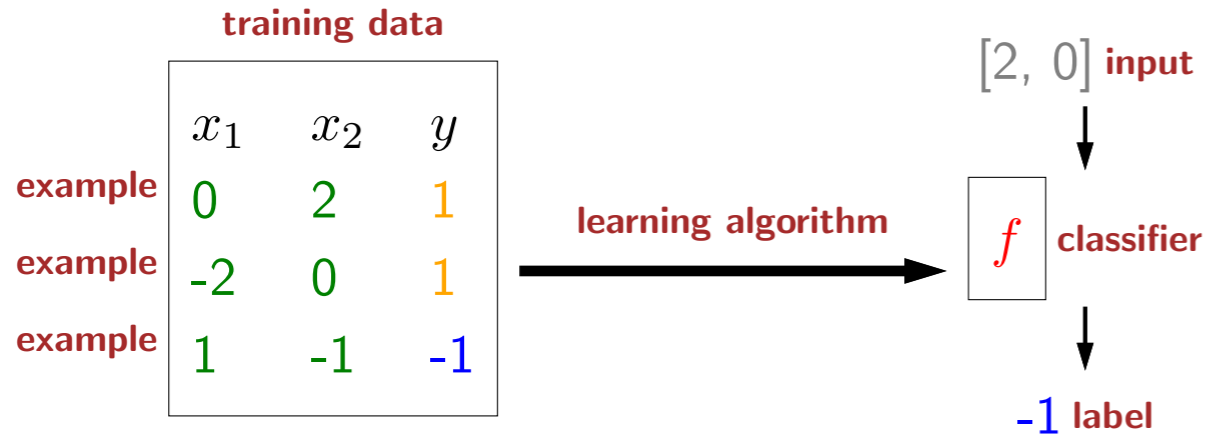 training data
x₁ x₂ y
example 0 2 1
example -2 0 1
example 1 -1 -1
learning algorithm
[2, 0] input
f classifier
-1 label